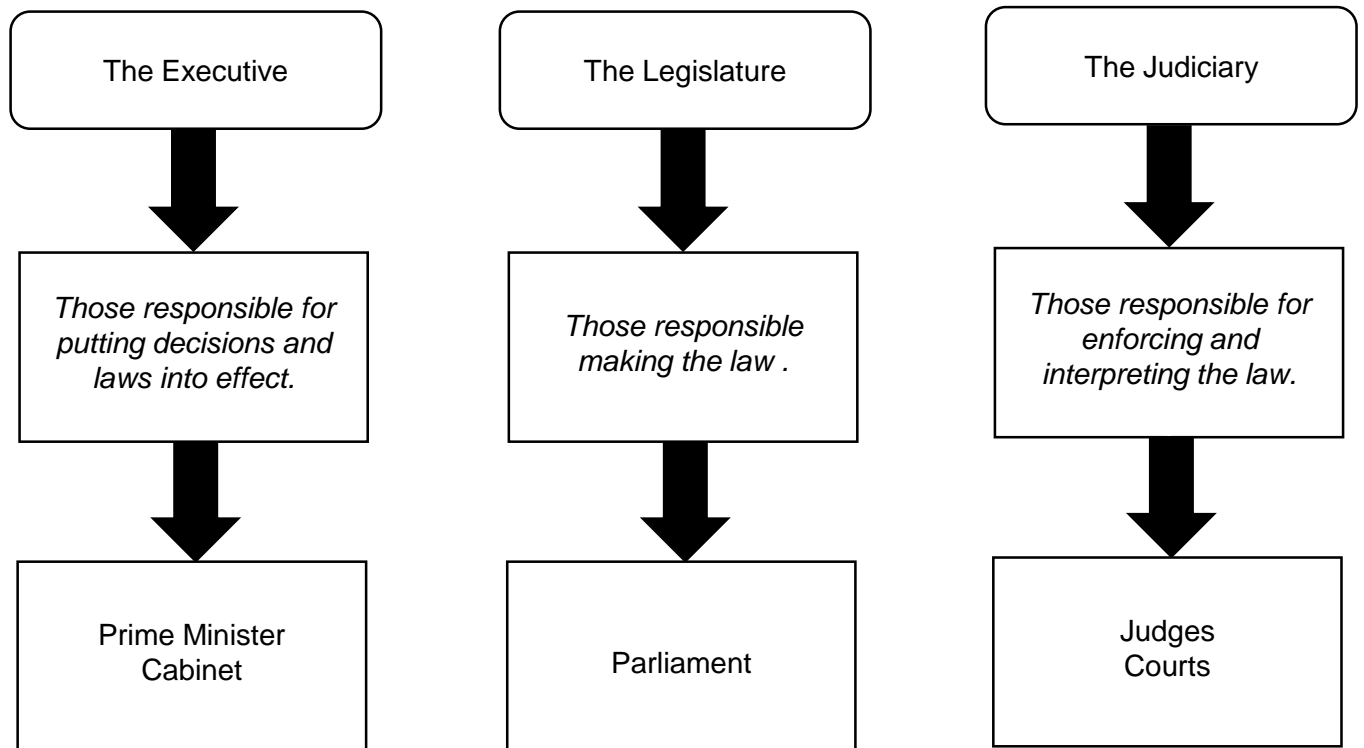 The Executive
The Legislature
The Judiciary
Those responsible for
putting decisions and
laws into effect.
Those responsible
making the law .
Those responsible for
enforcing and
interpreting the law.
Prime Minister
Cabinet
Parliament
Judges
Courts